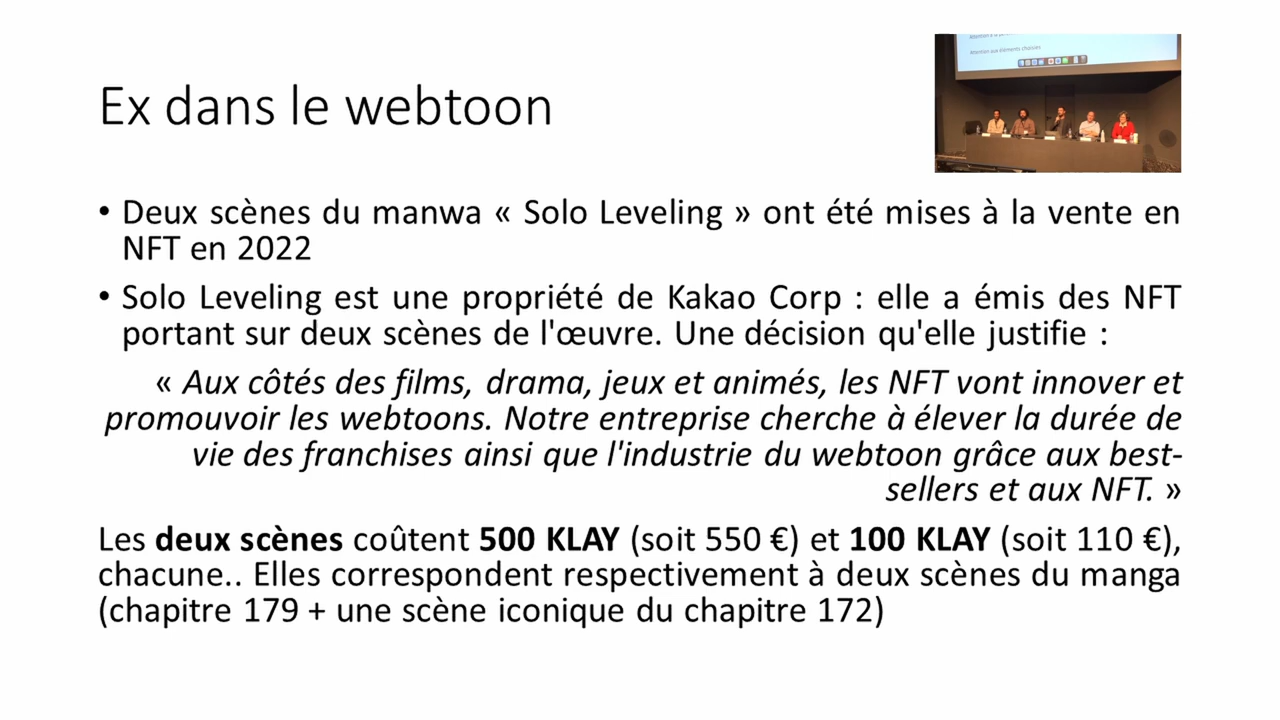 Ex dans le webtoon
Attention aux éléments choisies
• Deux scènes du manwa « Solo Leveling » ont été mises à la vente en
NFT en 2022
• Solo Leveling est une propriété de Kakao Corp : elle a émis des NFT
portant sur deux scènes de l'œuvre. Une décision qu'elle justifie :
« Aux côtés des films, drama, jeux et animés, les NFT vont innover et
promouvoir les webtoons. Notre entreprise cherche à élever la durée de
vie des franchises ainsi que l'industrie du webtoon grâce aux best-
sellers et aux NFT. »
Les deux scènes coûtent 500 KLAY (soit 550 €) et 100 KLAY (soit 110 €),
chacune.. Elles correspondent respectivement à deux scènes du manga
(chapitre 179 + une scène iconique du chapitre 172)